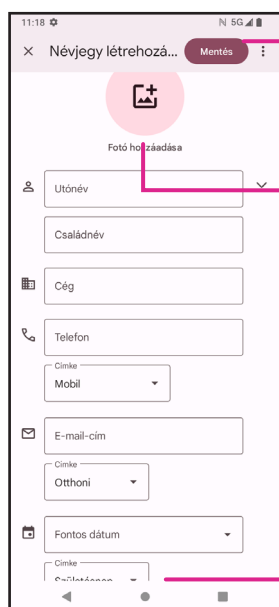 11:18 5G
Névjegy létrehozá... Mentés
Fotó hozzáadása
Utónév
Családnév
Cég
Telefon
Címke
Mobil
E-mail-cím
Címke
Otthoni
Fontos dátum
Címke
Születésnap